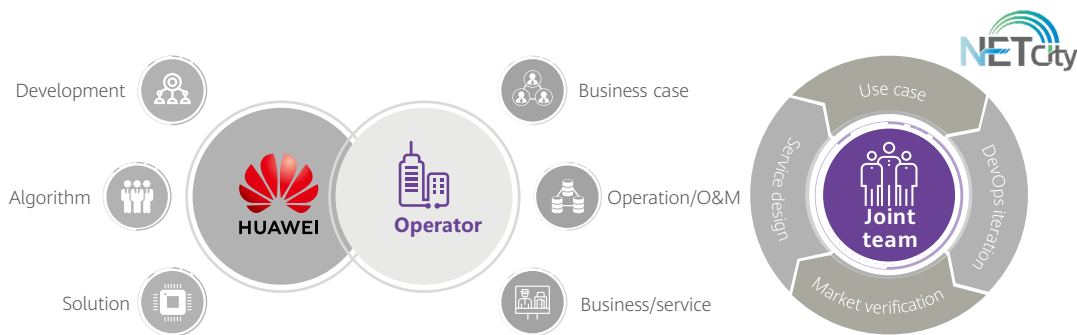 NETCity
Development
Business case
Use case
Service design
DevOps iteration
Algorithm
HUAWEI
Operator
Operation/O&M
Joint
team
Solution
Business/service
Market verification